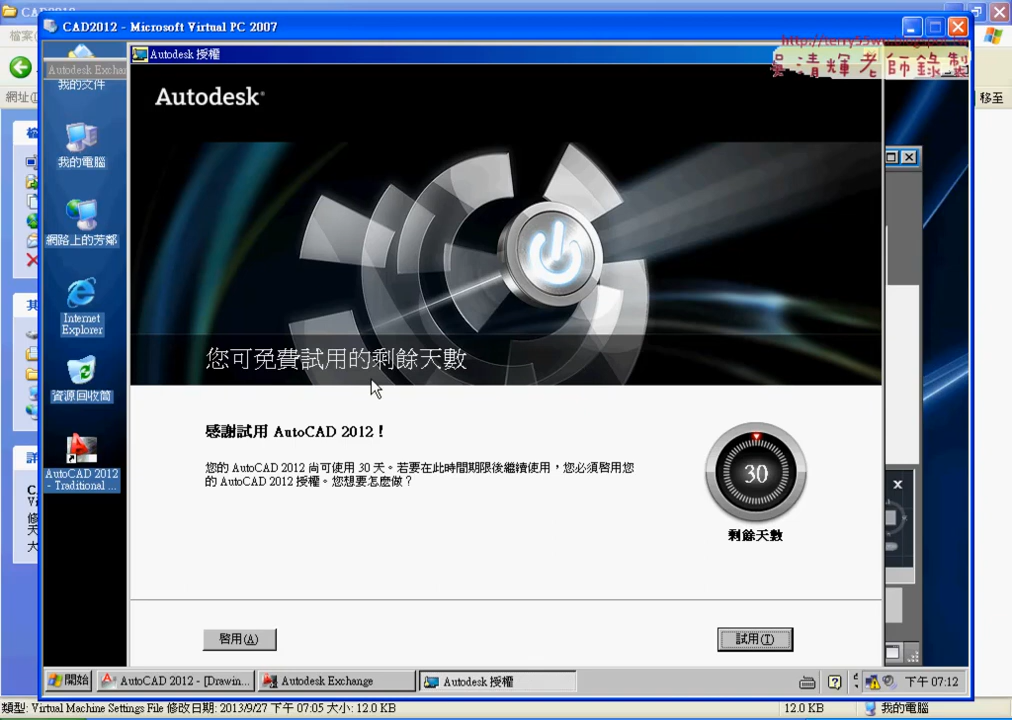 CAD2012 - Microsoft Virtual PC 2007
吳清輝老師錄製
網址(D)
移至
Autodesk 授權
Autodesk Exchan
我的文件
我的電腦
網路上的芳鄰
Internet
Explorer
資源回收筒
AutoCAD 2012
- Traditional ...
Autodesk
您可免費試用的剩餘天數
感謝試用 AutoCAD 2012！
您的 AutoCAD 2012 尚可使用 30 天。若要在此時間期限後繼續使用，您必須啟用您
的 AutoCAD 2012 授權。您想要怎麼做？
30
剩餘天數
啟用(A)
試用(T)
開始
AutoCAD 2012 - [Drawin...
Autodesk Exchange
Autodesk 授權
下午 07:12
類型: Virtual Machine Settings File 修改日期: 2013/9/27 下午 07:05 大小: 12.0 KB
12.0 KB
我的電腦